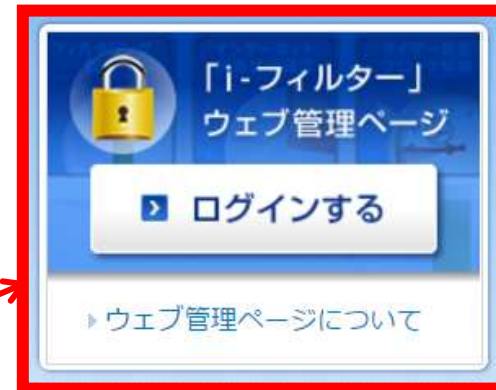 「i-フィルター」
ウェブ管理ページ
ログインする
ウェブ管理ページについて